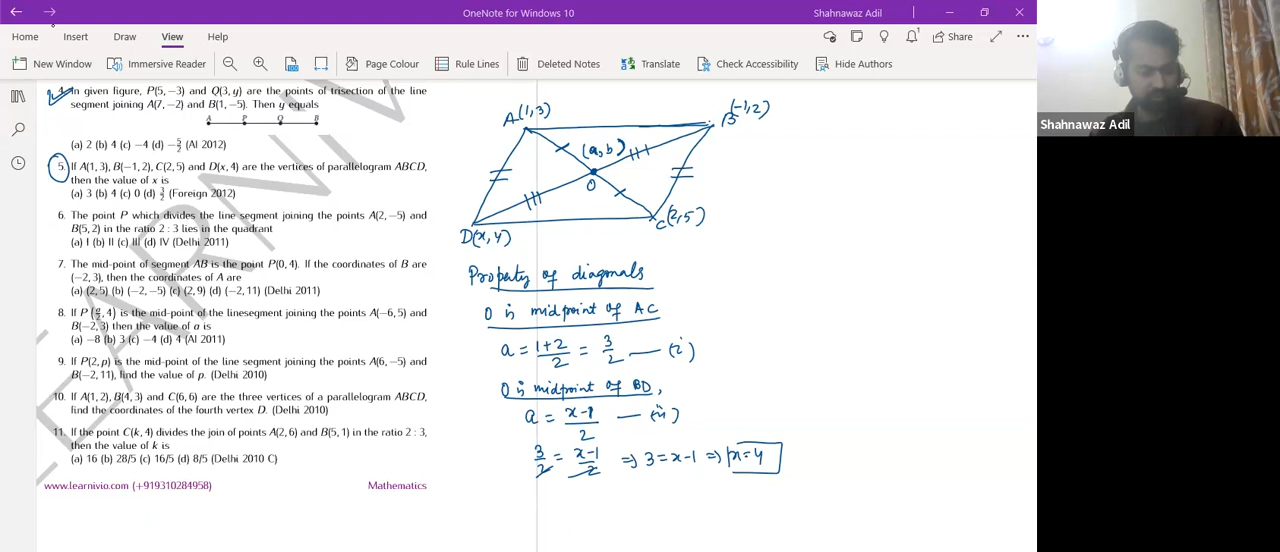 OneNote for Windows 10
Shahnawaz Adil
Home Insert Draw View Help
Share
New Window Immersive Reader Page Colour Rule Lines Deleted Notes Translate Check Accessibility Hide Authors
4. In given figure, P(5, −3) and Q(3, y) are the points of trisection of the line
segment joining A(7, −2) and B(1, −5). Then y equals
A P Q B
(a) 2 (b) 4 (c) −4 (d) −5/2 (AI 2012)
5. If A(1, 3), B(−1, 2), C(2, 5) and D(x, 4) are the vertices of parallelogram ABCD,
then the value of x is
(a) 3 (b) 4 (c) 0 (d) 3/2 (Foreign 2012)
6. The point P which divides the line segment joining the points A(2, −5) and
B(5, 2) in the ratio 2 : 3 lies in the quadrant
(a) I (b) II (c) III (d) IV (Delhi 2011)
7. The mid-point of segment AB is the point P(0, 4). If the coordinates of B are
(−2, 3), then the coordinates of A are
(a) (2, 5) (b) (−2, −5) (c) (2, 9) (d) (−2, 11) (Delhi 2011)
8. If P(a/2, 4) is the mid-point of the linesegment joining the points A(−6, 5) and
B(−2, 3) then the value of a is
(a) −8 (b) 3 (c) −4 (d) 4 (AI 2011)
9. If P(2, p) is the mid-point of the line segment joining the points A(6, −5) and
B(−2, 11), find the value of p. (Delhi 2010)
10. If A(1, 2), B(4, 3) and C(6, 6) are the three vertices of a parallelogram ABCD,
find the coordinates of the fourth vertex D. (Delhi 2010)
11. If the point C(k, 4) divides the join of points A(2, 6) and B(5, 1) in the ratio 2 : 3,
then the value of k is
(a) 16 (b) 28/5 (c) 16/5 (d) 8/5 (Delhi 2010 C)
www.learnivio.com (+919310284958) Mathematics
LEARN
A(1,3)
B(-1,2)
(a,b)
O
C(2,5)
D(x,4)
Property of diagonals
O is midpoint of AC
a = 1+2/2 = 3/2 — (i)
O is midpoint of BD,
a = x-1/2 — (ii)
3/2 = x-1/2 ⇒ 3 = x-1 ⇒ x=4
Shahnawaz Adil